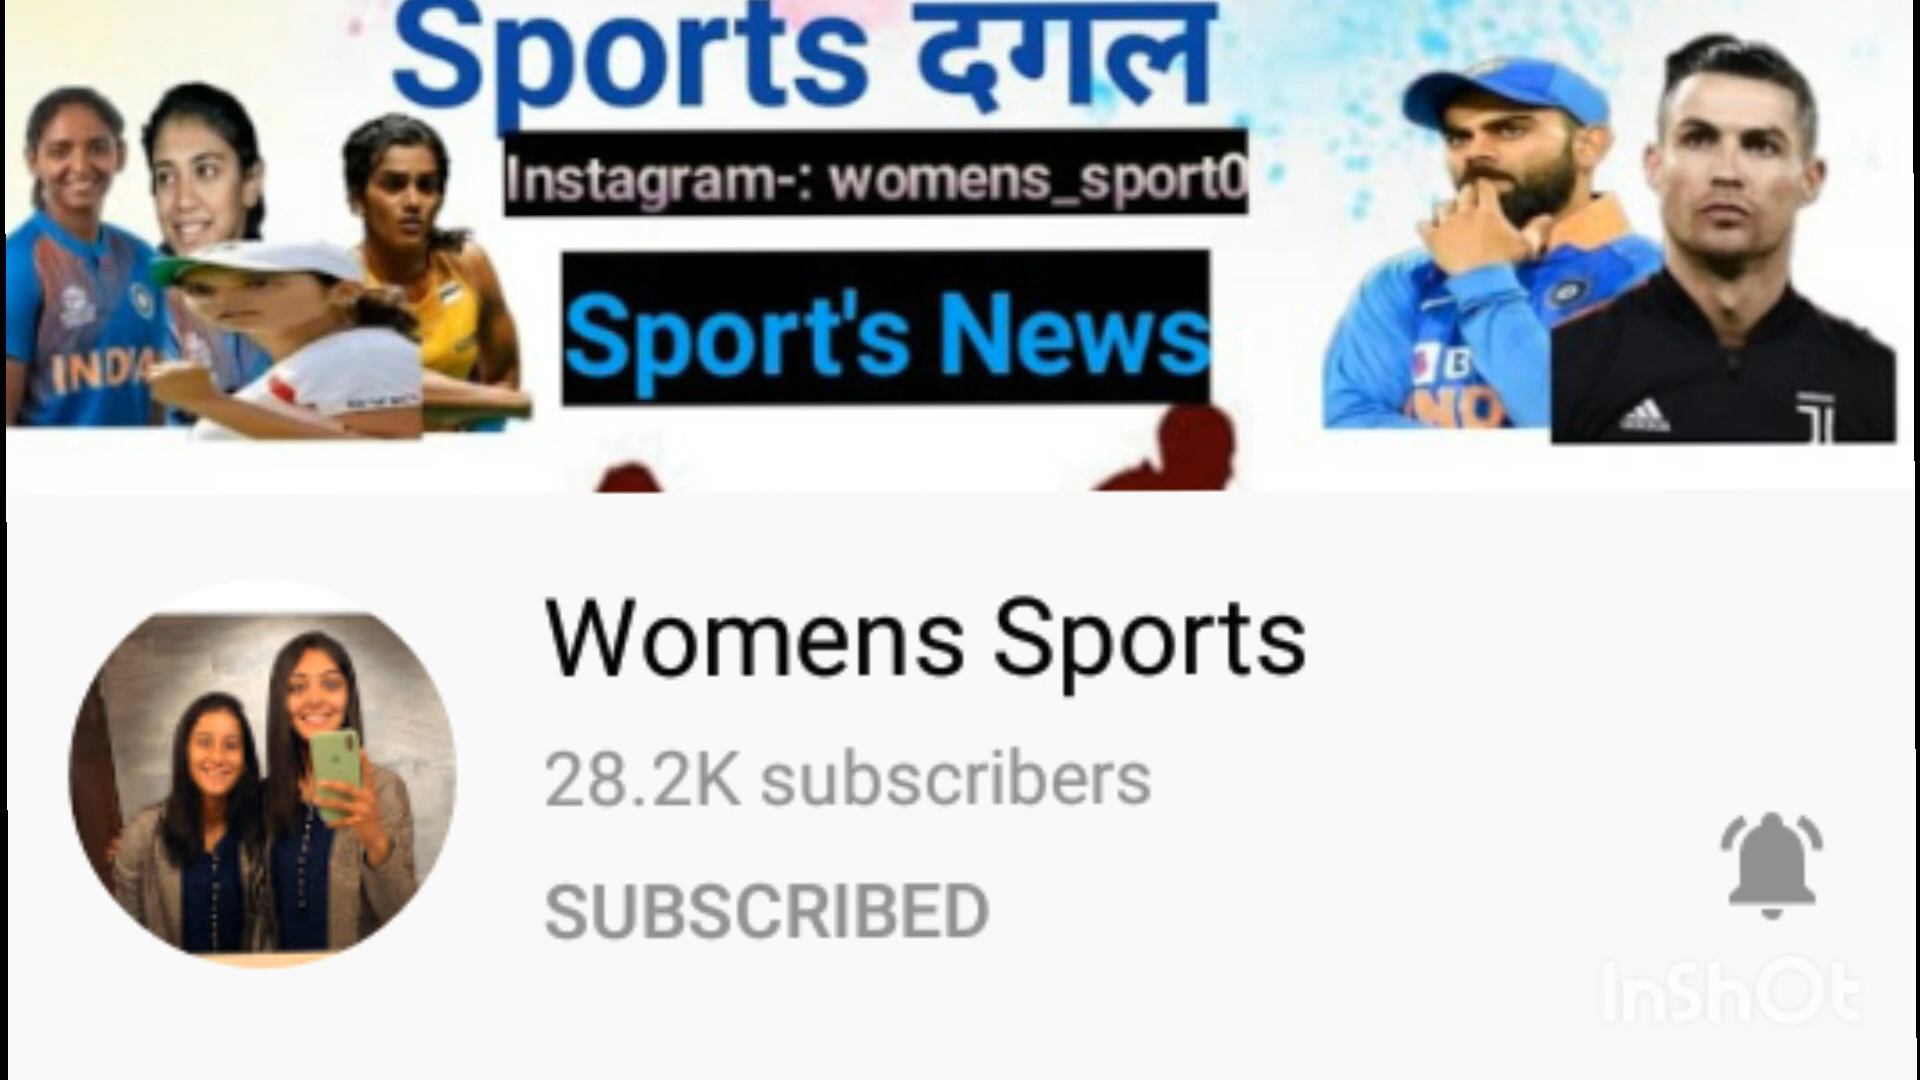 Sports दगल
Instagram-: womens_sport0
Sport's News
INDIA
Womens Sports
28.2K subscribers
SUBSCRIBED
InShOt